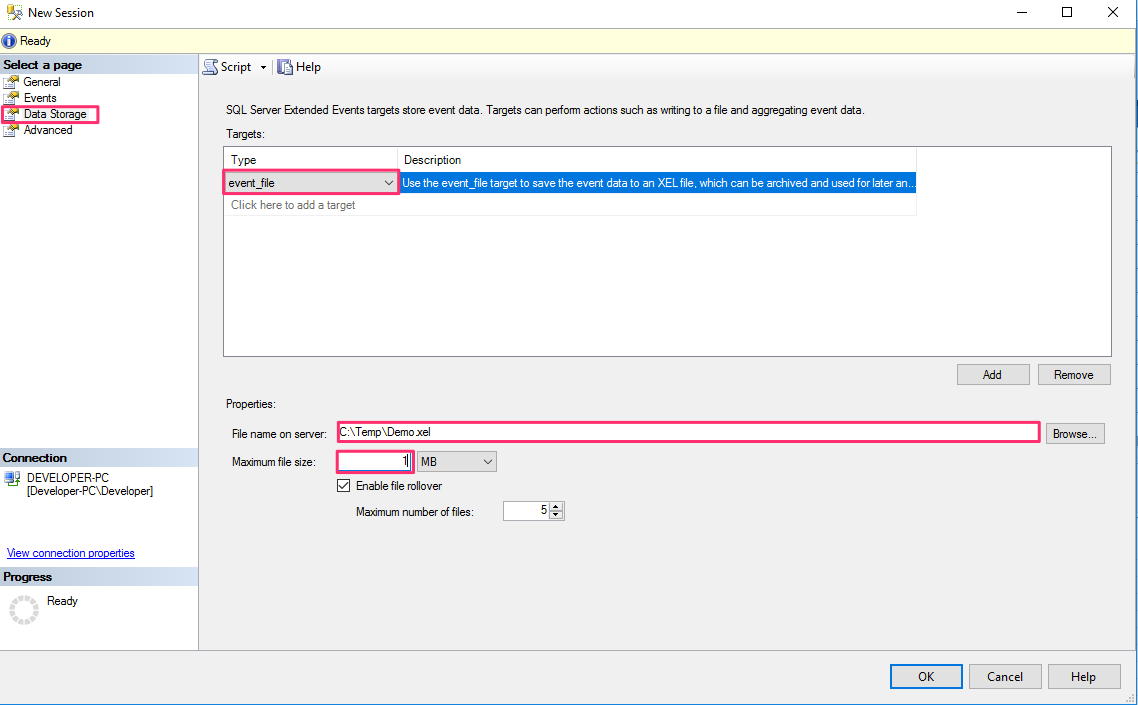 New Session
Ready
Select a page
General
Events
Data Storage
Advanced
Script
Help
SQL Server Extended Events targets store event data. Targets can perform actions such as writing to a file and aggregating event data.
Targets:
Type Description
event_file Use the event_file target to save the event data to an XEL file, which can be archived and used for later an...
Click here to add a target
Add Remove
Properties:
File name on server: C:\Temp\Demo.xel Browse...
Maximum file size: 1 MB
Enable file rollover
Maximum number of files: 5
Connection
DEVELOPER-PC
[Developer-PC\Developer]
View connection properties
Progress
Ready
OK Cancel Help